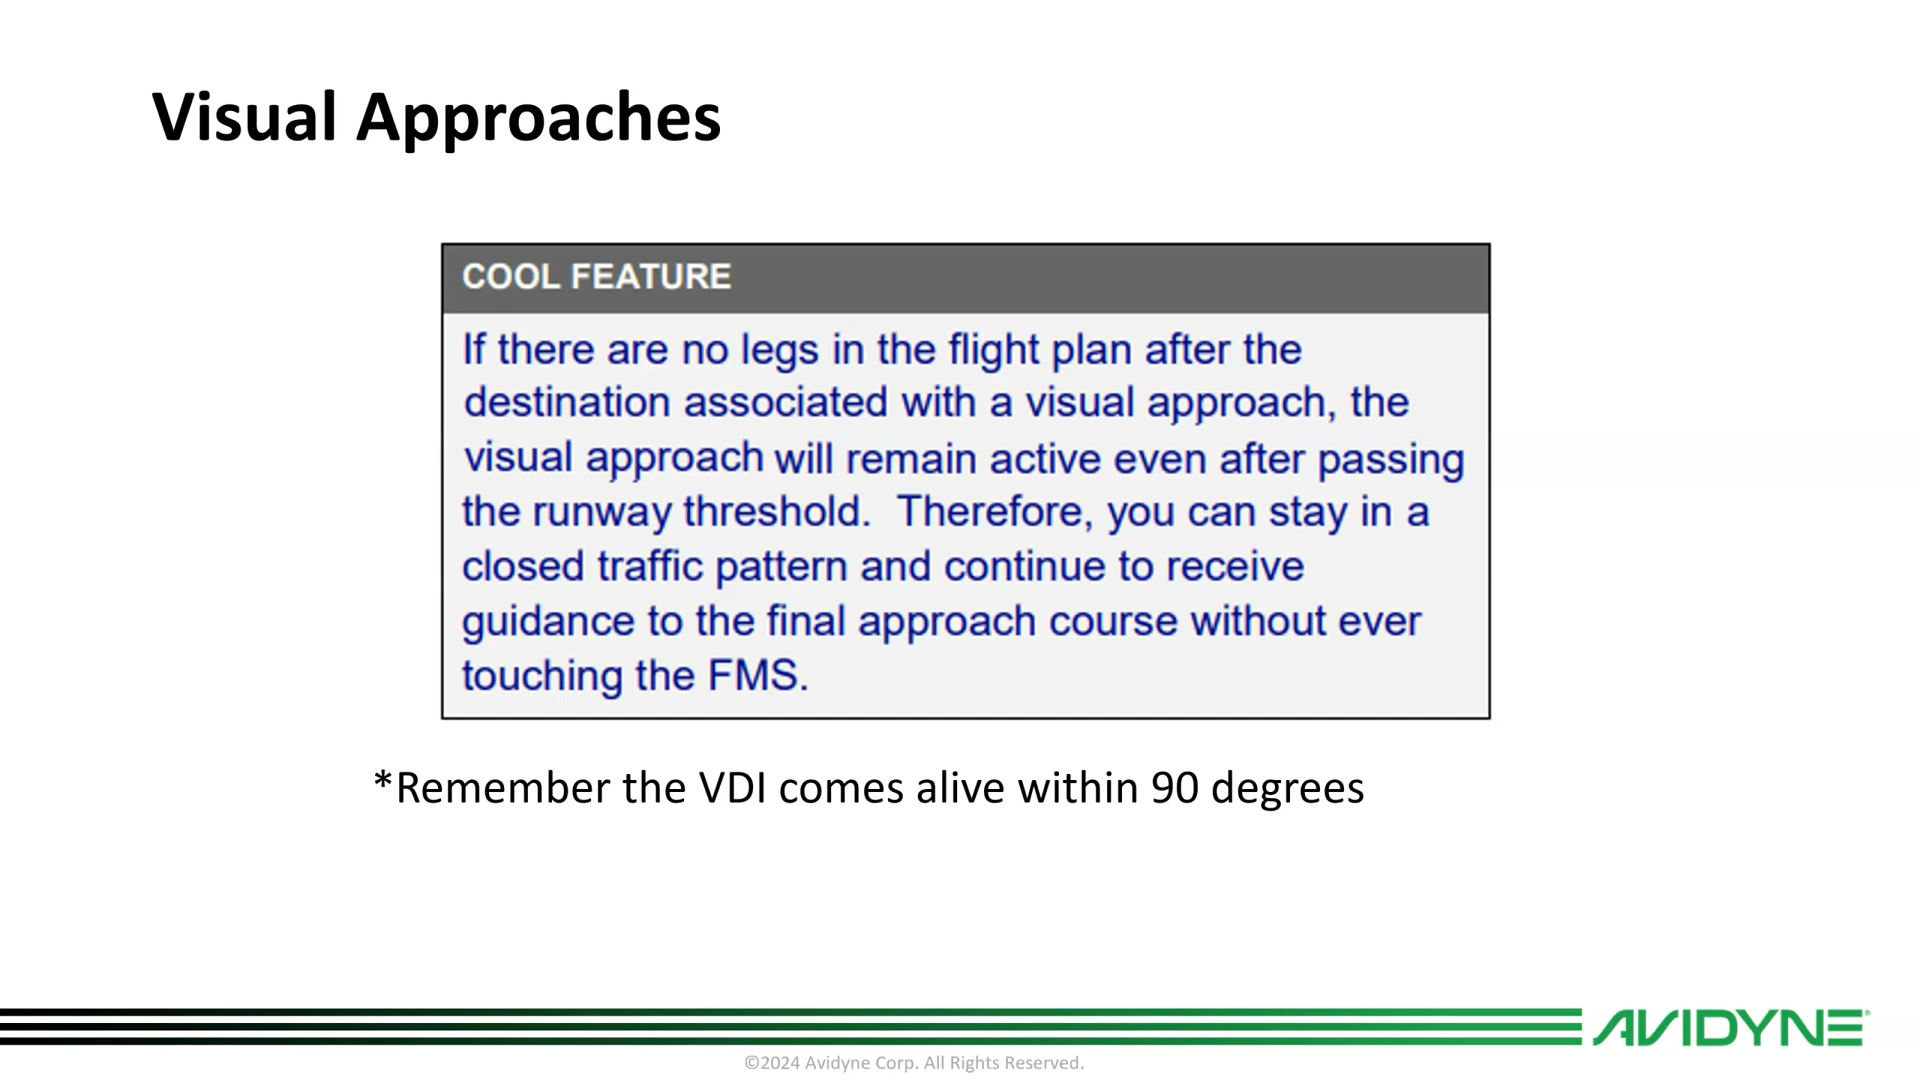 Visual Approaches
COOL FEATURE
If there are no legs in the flight plan after the
destination associated with a visual approach, the
visual approach will remain active even after passing
the runway threshold.  Therefore, you can stay in a
closed traffic pattern and continue to receive
guidance to the final approach course without ever
touching the FMS.
*Remember the VDI comes alive within 90 degrees
AVIDYNE®
©2024 Avidyne Corp. All Rights Reserved.